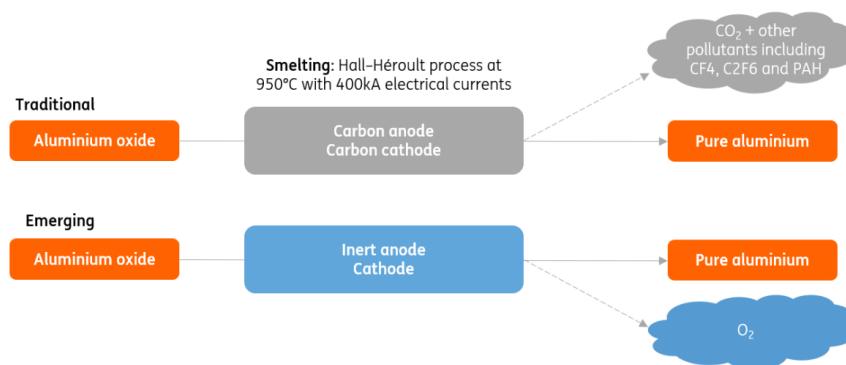 Smelting: Hall-Héroult process at
950°C with 400kA electrical currents
CO₂ + other
pollutants including
CF4, C2F6 and PAH
Traditional
Aluminium oxide
Carbon anode
Carbon cathode
Pure aluminium
Emerging
Aluminium oxide
Inert anode
Cathode
Pure aluminium
O₂